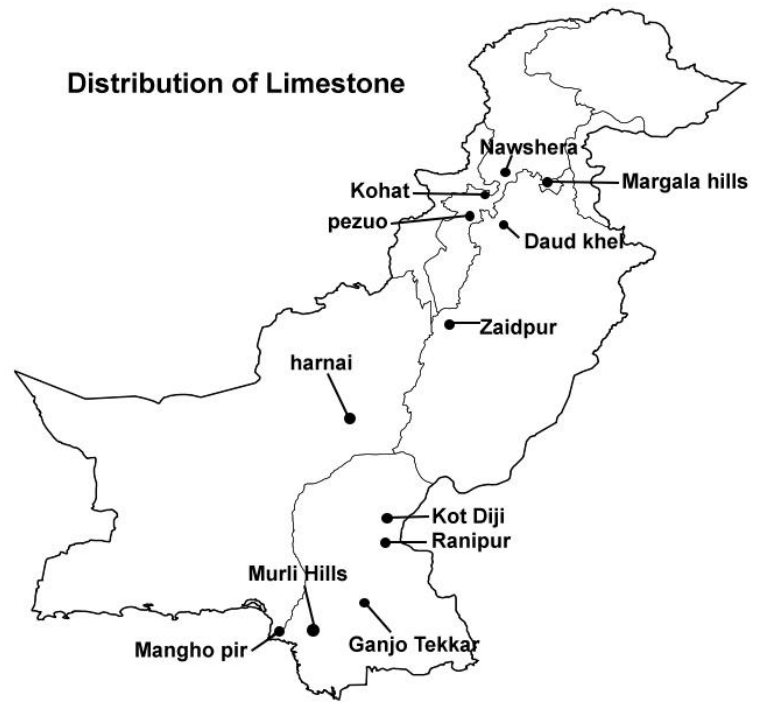 Distribution of Limestone
Nawshera
Margala hills
Kohat
pezuo
Daud khel
Zaidpur
harnai
Kot Diji
Ranipur
Murli Hills
Ganjo Tekkar
Mangho pir